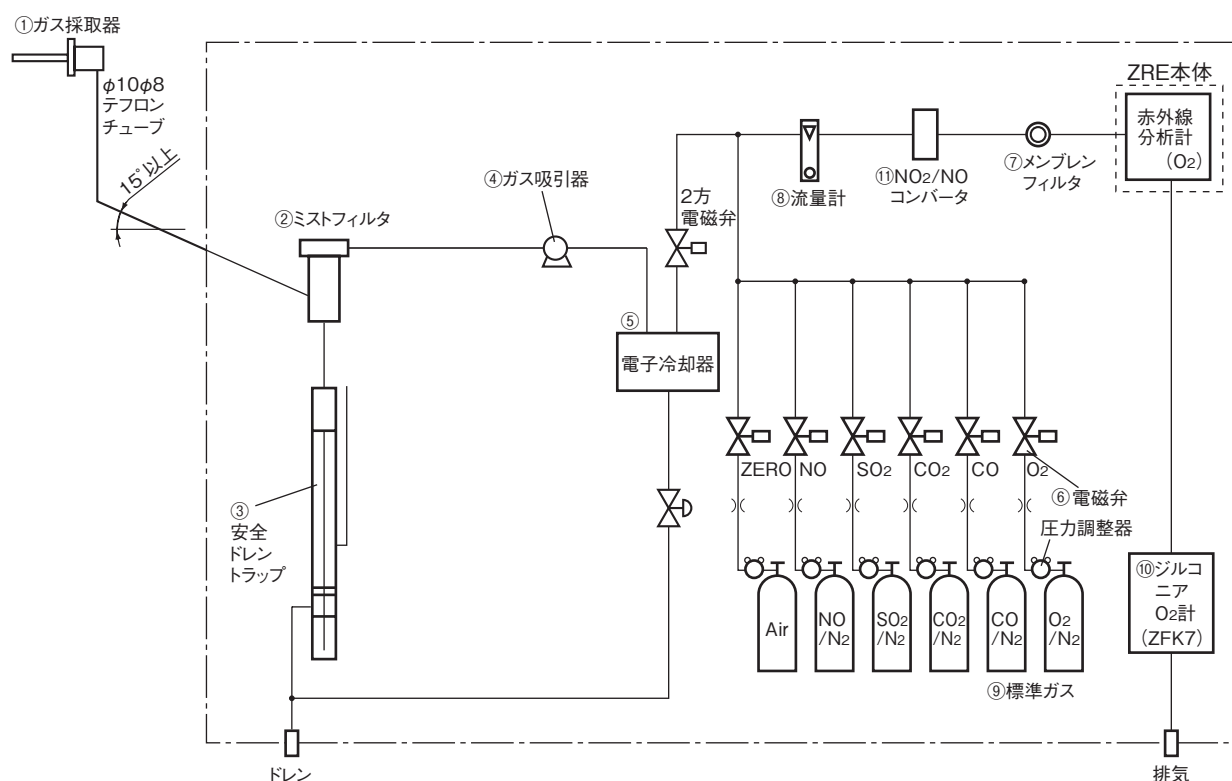 ①ガス採取器
φ10φ8
テフロン
チューブ
15°以上
②ミストフィルタ
④ガス吸引器
2方
電磁弁
⑧流量計
⑪NO2/NO
コンバータ
⑦メンブレン
フィルタ
ZRE本体
赤外線
分析計
(O2)
⑤
電子冷却器
③
安全
ドレン
トラップ
ZERO
NO
SO2
CO2
CO
O2
⑥電磁弁
圧力調整器
Air
NO
/N2
SO2
/N2
CO2
/N2
CO
/N2
O2
/N2
⑨標準ガス
⑩ジルコ
ニア
O2計
(ZFK7)
ドレン
排気